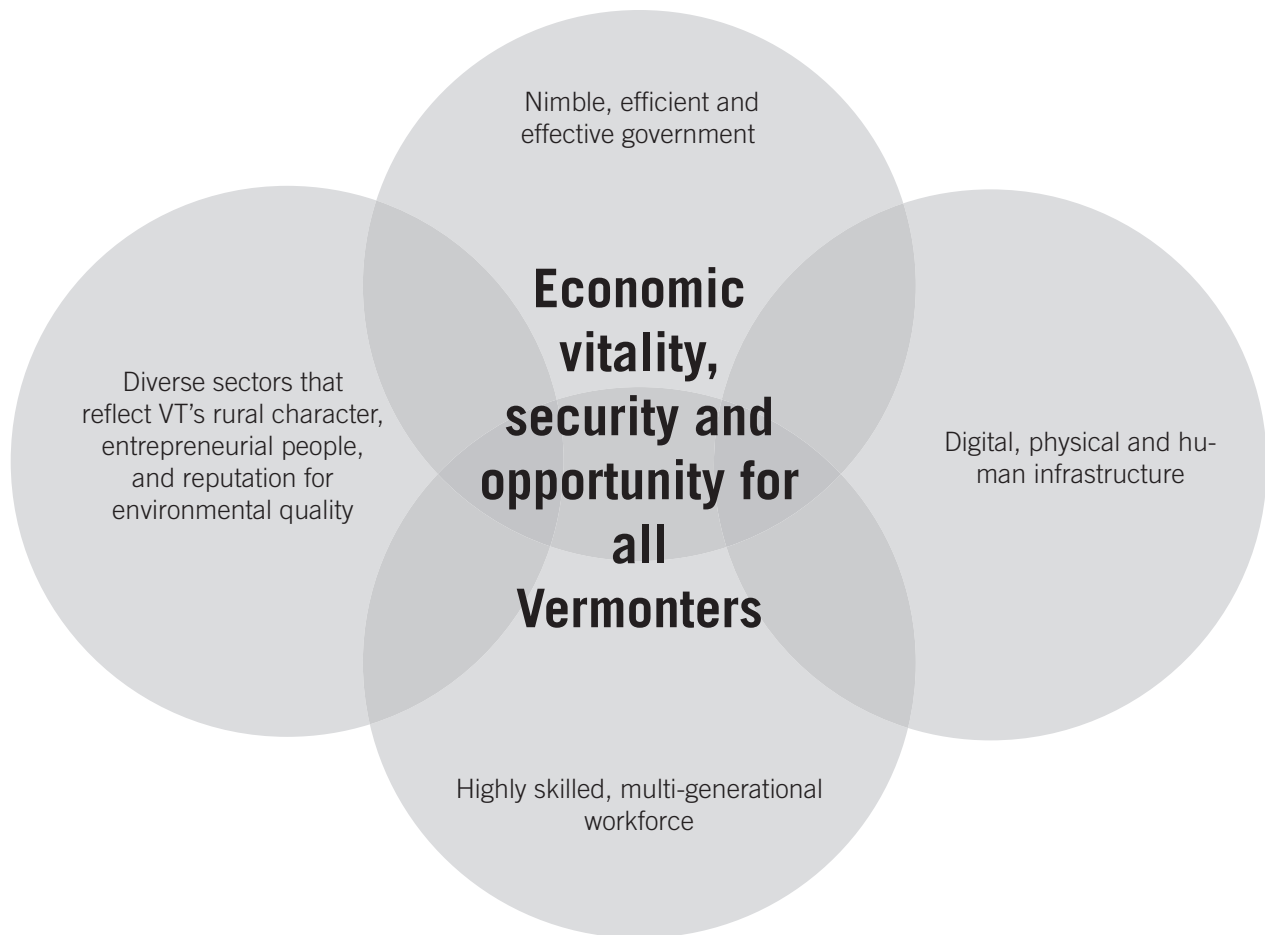 Nimble, efficient and
effective government
Economic
vitality,
security and
opportunity for
all
Vermonters
Diverse sectors that
reflect VT's rural character,
entrepreneurial people,
and reputation for
environmental quality
Digital, physical and hu-
man infrastructure
Highly skilled, multi-generational
workforce